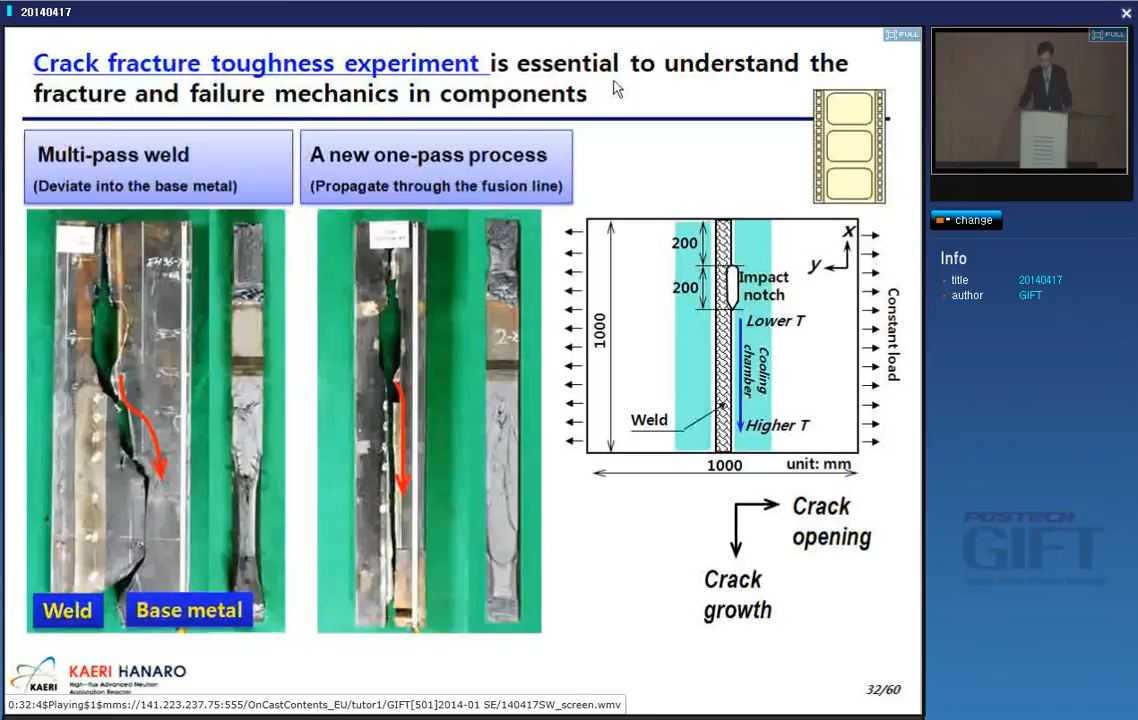 20140417
Crack fracture toughness experiment is essential to understand the
fracture and failure mechanics in components
FULL
FULL
Multi-pass weld
(Deviate into the base metal)
A new one-pass process
(Propagate through the fusion line)
Weld
Base metal
200
200
1000
Impact
notch
x
y
Lower T
Cooling
chamber
Higher T
Weld
Constant load
1000
unit: mm
Crack
opening
Crack
growth
KAERI
KAERI HANARO
High-flux Advanced Neutron
Application Reactor
32/60
0:32:4$Playing$1$mms://141.223.237.75:555/OnCastContents_EU/tutor1/GIFT[501]2014-01 SE/140417SW_screen.wmv
change
Info
title 20140417
author GIFT
POSTECH
GIFT